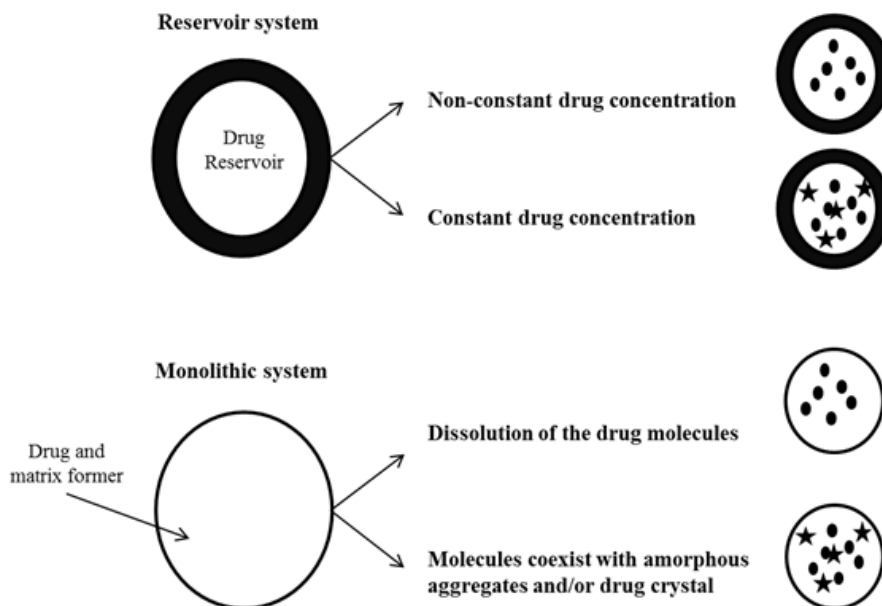 Reservoir system
Drug
Reservoir
Non-constant drug concentration
Constant drug concentration
Monolithic system
Drug and
matrix former
Dissolution of the drug molecules
Molecules coexist with amorphous
aggregates and/or drug crystal